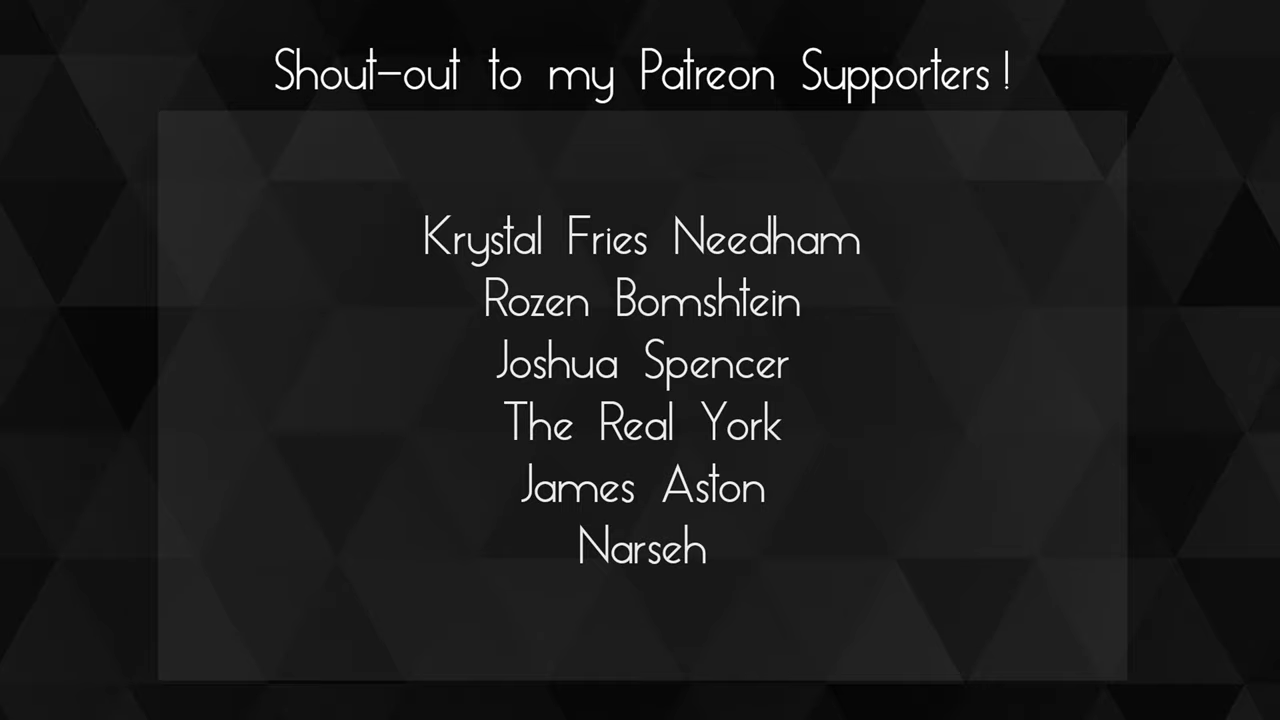 Shout-out to my Patreon Supporters!
Krystal Fries Needham
Rozen Bomshtein
Joshua Spencer
The Real York
James Aston
Narseh